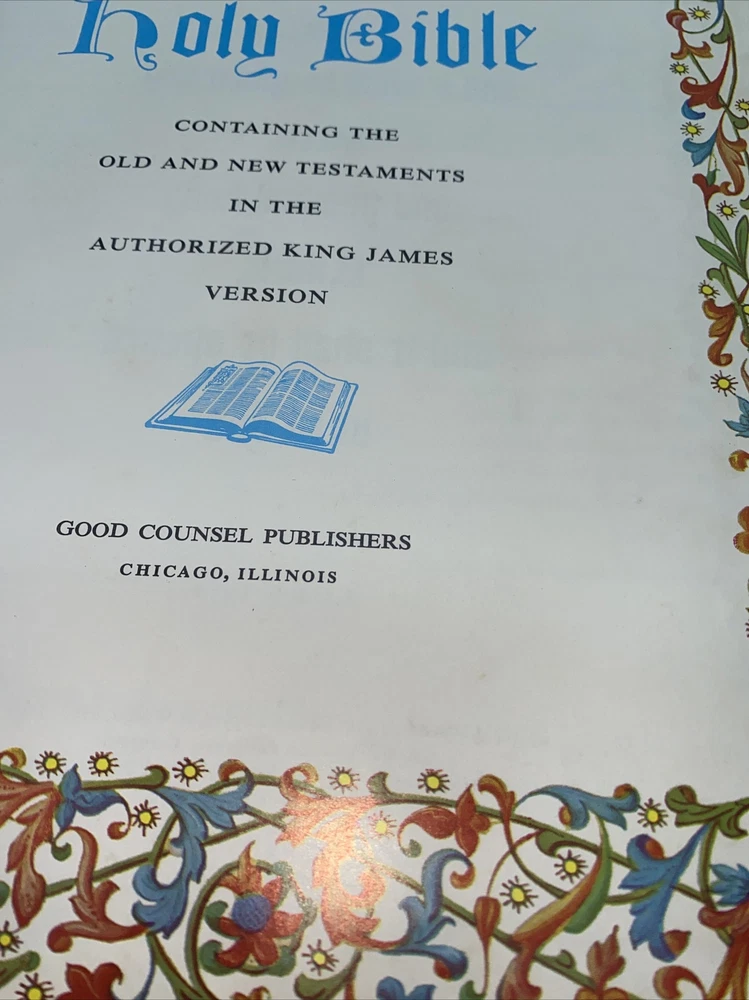 Holy Bible
CONTAINING THE
OLD AND NEW TESTAMENTS
IN THE
AUTHORIZED KING JAMES
VERSION
GOOD COUNSEL PUBLISHERS
CHICAGO, ILLINOIS